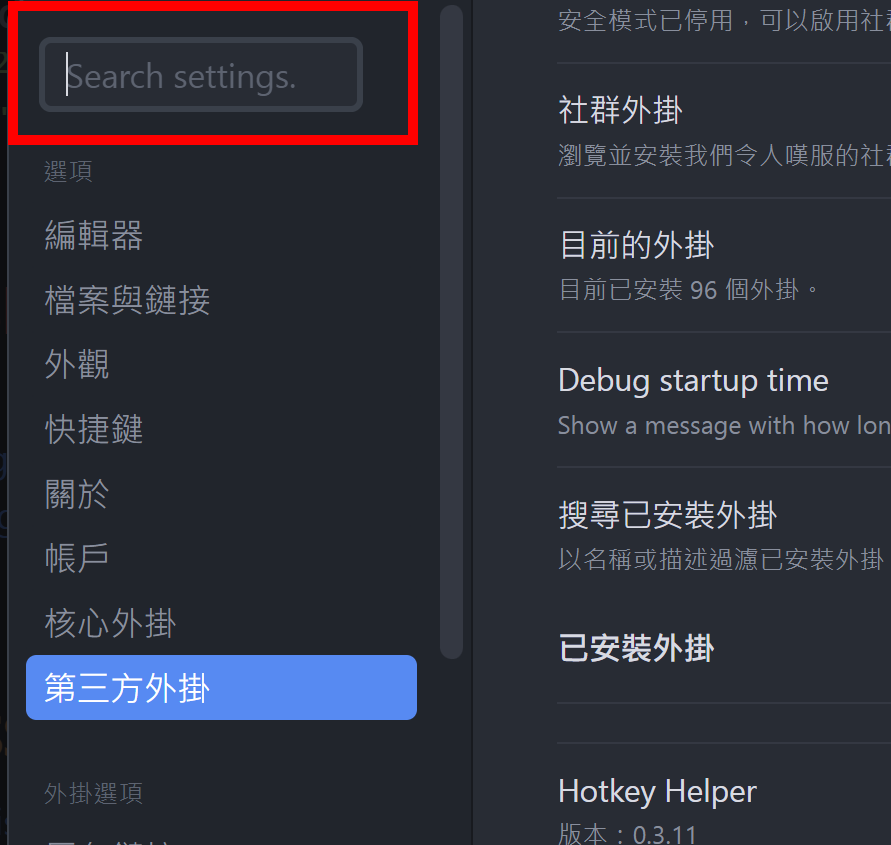 Search settings.
選項
編輯器
檔案與鏈接
外觀
快捷鍵
關於
帳戶
核心外掛
第三方外掛
外掛選項
安全模式已停用，可以啟用社
社群外掛
瀏覽並安裝我們令人嘆服的社
目前的外掛
目前已安裝 96 個外掛。
Debug startup time
Show a message with how lon
搜尋已安裝外掛
以名稱或描述過濾已安裝外掛
已安裝外掛
Hotkey Helper
版本：0.3.11